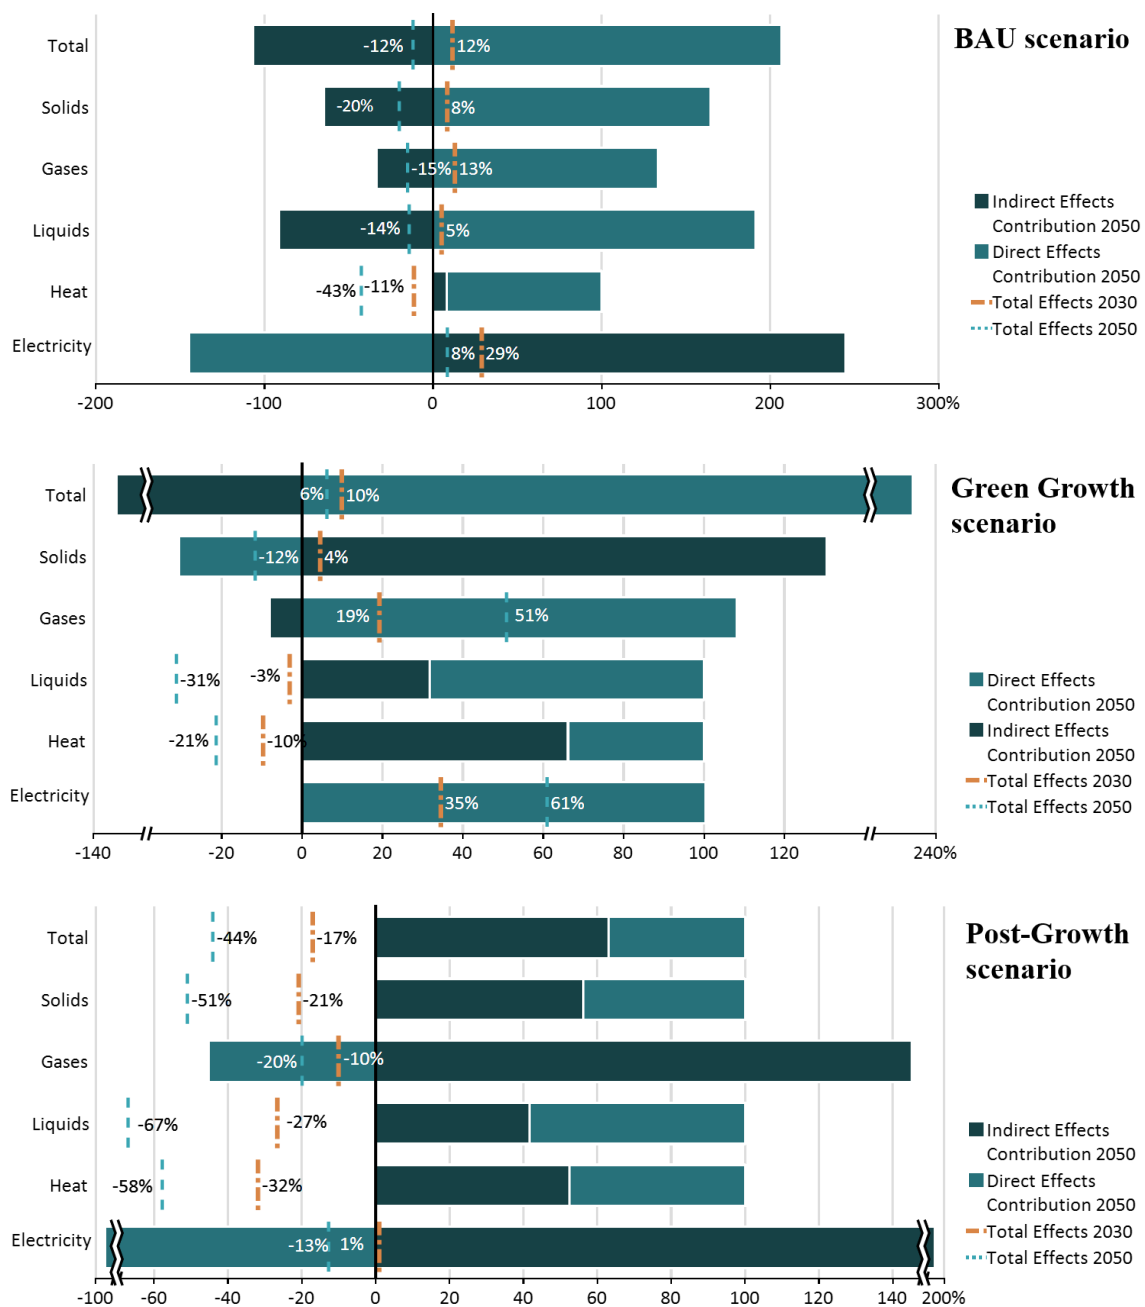 BAU scenario
Total
-12%
12%
Solids
-20%
8%
Gases
-15%
13%
Liquids
-14%
5%
Heat
-43%
-11%
Electricity
8%
29%
-200
-100
0
100
200
300%
Indirect Effects
Contribution 2050
Direct Effects
Contribution 2050
Total Effects 2030
Total Effects 2050
Green Growth
scenario
Total
6%
10%
Solids
-12%
4%
Gases
19%
51%
Liquids
-31%
-3%
Heat
-21%
-10%
Electricity
35%
61%
-140
-20
0
20
40
60
80
100
120
240%
Direct Effects
Contribution 2050
Indirect Effects
Contribution 2050
Total Effects 2030
Total Effects 2050
Post-Growth
scenario
Total
-44%
-17%
Solids
-51%
-21%
Gases
-20%
-10%
Liquids
-67%
-27%
Heat
-58%
-32%
Electricity
-13%
1%
-100
-60
-40
-20
0
20
40
60
80
100
120
140
200%
Indirect Effects
Contribution 2050
Direct Effects
Contribution 2050
Total Effects 2030
Total Effects 2050